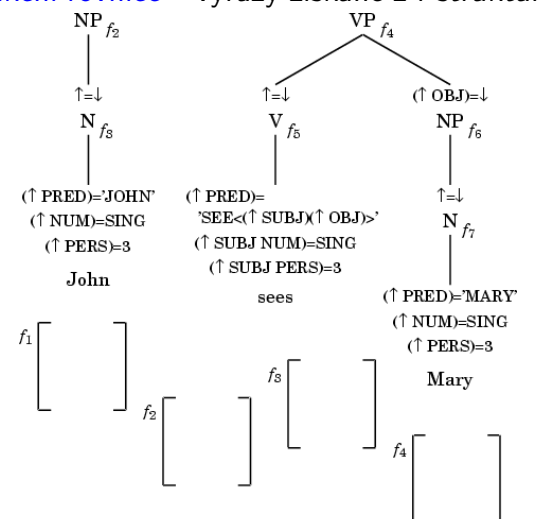 NP f2 VP f4
↑=↓ ↑=↓ (↑ OBJ)=↓
N f3 V f5 NP f6
(↑ PRED)='JOHN' (↑ PRED)= ↑=↓
(↑ NUM)=SING 'SEE<(↑ SUBJ)(↑ OBJ)>' N f7
(↑ PERS)=3 (↑ SUBJ NUM)=SING
John (↑ SUBJ PERS)=3
sees (↑ PRED)='MARY'
(↑ NUM)=SING
(↑ PERS)=3
Mary
f1
f2
f3
f4